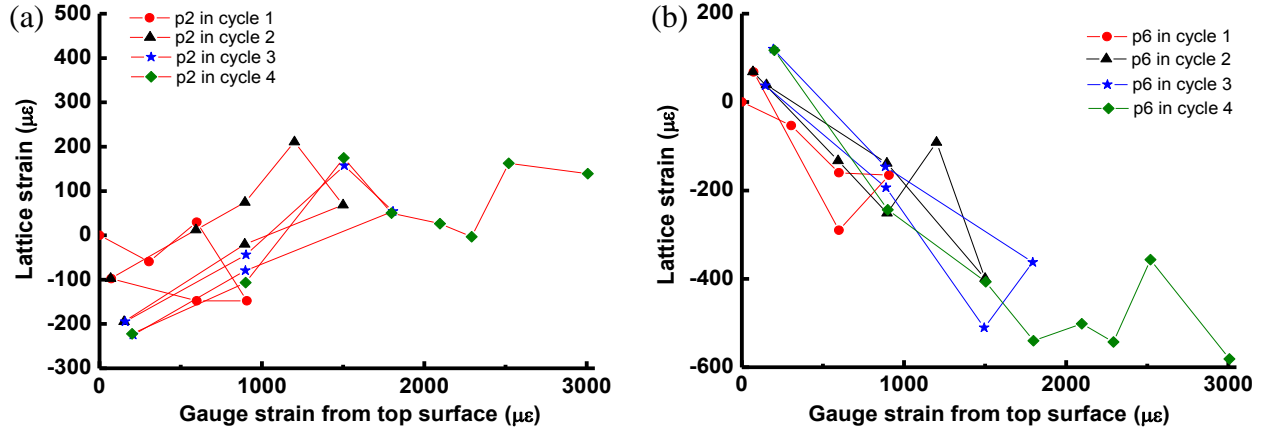 (a)
500
400
300
200
100
0
-100
-200
-300
0
1000
2000
3000
Lattice strain (με)
Gauge strain from top surface (με)
p2 in cycle 1
p2 in cycle 2
p2 in cycle 3
p2 in cycle 4
(b)
200
0
-200
-400
-600
0
1000
2000
3000
Lattice strain (με)
Gauge strain from top surface (με)
p6 in cycle 1
p6 in cycle 2
p6 in cycle 3
p6 in cycle 4